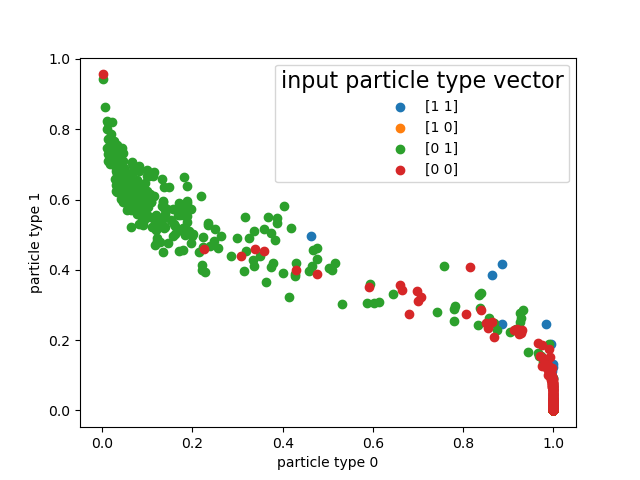 input particle type vector
[1 1]
[1 0]
[0 1]
[0 0]
particle type 1
1.0
0.8
0.6
0.4
0.2
0.0
0.0 0.2 0.4 0.6 0.8 1.0
particle type 0